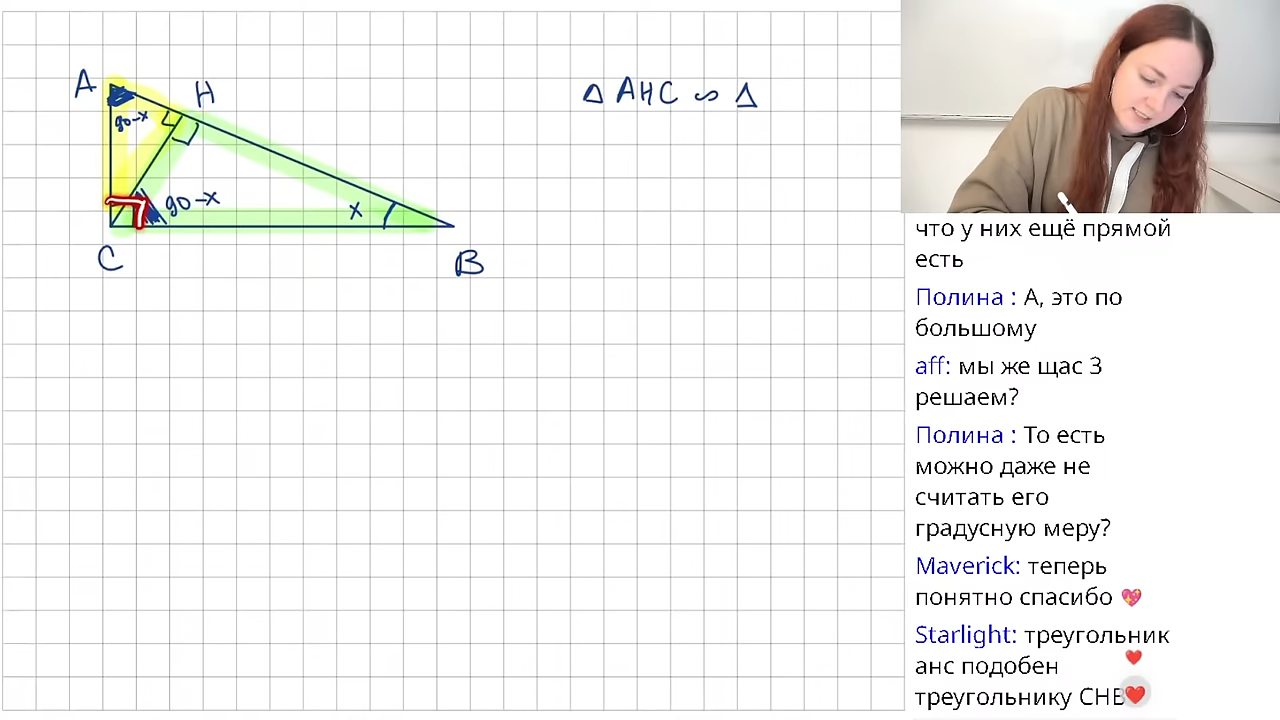 A
H
Δ AHC ∾ Δ
90-x
90-x
x
C
B
что у них ещё прямой
есть
Полина : А, это по
большому
aff: мы же щас 3
решаем?
Полина : То есть
можно даже не
считать его
градусную меру?
Maverick: теперь
понятно спасибо 💖
Starlight: треугольник
анс подобен
треугольнику СНВ